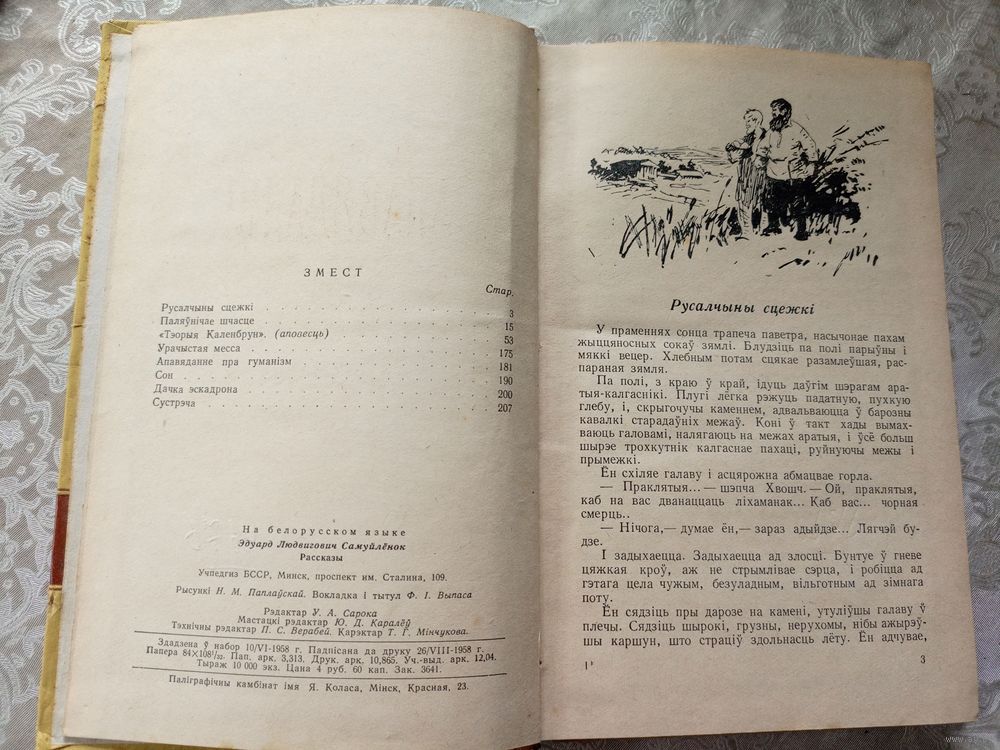 ЗМЕСТ
Стар.
Русалчыны сцежкі . . . . . . . . . . . . . . . 3
Паляўнічае шчасце . . . . . . . . . . . . . . . 15
«Тэорыя Каленбрун». (аповесць) . . . . . . . . . . 53
Урачыстая месса . . . . . . . . . . . . . . . 175
Апавяданне пра гуманізм . . . . . . . . . . . . . 181
Сон . . . . . . . . . . . . . . . . . . . 190
Дачка эскадрона . . . . . . . . . . . . . . . 200
Сустрэча . . . . . . . . . . . . . . . . . 207
На белорусском языке
Эдуард Людвигович Самуйлёнок
Рассказы
Учпедгиз БССР, Минск, проспект им. Сталина, 109.
Рысункі Н. М. Паплаўскай. Вокладка і тытул Ф. І. Выпаса
Рэдактар У. А. Сарока
Мастацкі рэдактар Ю. Д. Каралёў
Тэхнічны рэдактар П. С. Верабей. Карэктар Т. Г. Мінчукова.
Здадзена ў набор 10/VI-1958 г. Падпісана да друку 26/VIII-1958 г.
Папера 84×108¹/₃₂. Пап. арк. 3,313. Друк. арк. 10,865. Уч.-выд. арк. 12,04.
Тыраж 10 000 экз. Цана 4 руб. 60 кап. Зак. 3641.
Паліграфічны камбінат імя Я. Коласа, Мінск, Красная, 23.
Русалчыны сцежкі
У праменнях сонца трапеча паветра, насычонае пахам
жыццяносных сокаў зямлі. Блудзіць па полі парыўны і
мяккі вецер. Хлебным потам сцякае разамлеўшая, рас-
параная зямля.
Па полі, з краю ў край, ідуць даўгім шэрагам ара-
тыя-калгаснікі. Плугі лёгка рэжуць падатную, пухкую
глебу, і, скрыгочучы каменнем, адвальваюцца ў барозны
кавалкі старадаўніх межаў. Коні ў такт хады вымах-
ваюць галовамі, налягаюць на межах аратыя, і ўсё больш
шырэе трохкутнік калгаснае пахаці, руйнуючы межы і
прымежкі.
Ён схіляе галаву і асцярожна абмацвае горла.
— Праклятыя... — шэпча Хвошч. — Ой, праклятыя,
каб на вас дванаццаць ліхаманак... Каб вас... чорная
смерць..
— Нічога, — думае ён, — зараз адыйдзе... Лягчэй бу-
дзе.
І задыхаецца. Задыхаецца ад злосці. Бунтуе ў гневе
цяжкая кроў, аж не стрымлівае сэрца, і робіцца ад
гэтага цела чужым, безуладным, вільготным ад зімнага
поту.
Ён сядзіць пры дарозе на камені, утуліўшы галаву ў
плечы. Сядзіць шырокі, грузны, нерухомы, нібы ажырэў-
шы каршун, што страціў здольнасць лёту. Ён адчувае,
3